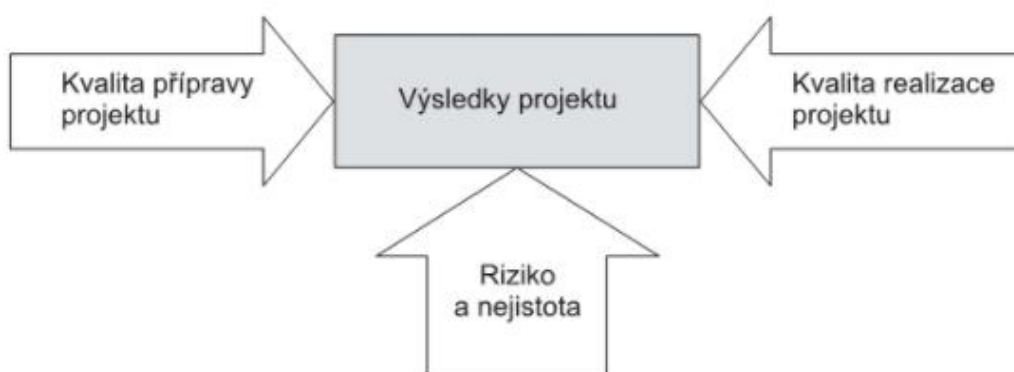 Kvalita přípravy
projektu
Výsledky projektu
Kvalita realizace
projektu
Riziko
a nejistota